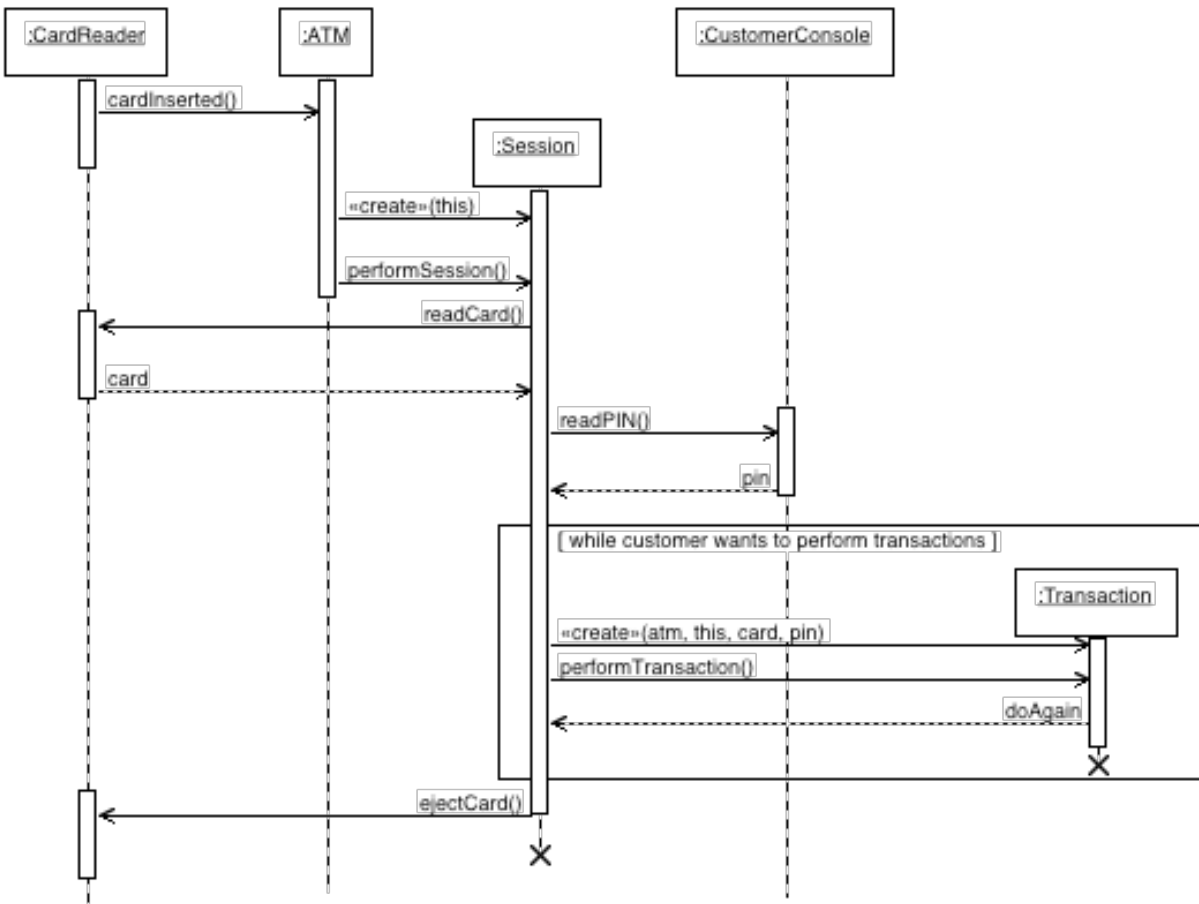 :CardReader
:ATM
:CustomerConsole
cardInserted()
:Session
«create»(this)
performSession()
readCard()
card
readPIN()
pin
[ while customer wants to perform transactions ]
:Transaction
«create»(atm, this, card, pin)
performTransaction()
doAgain
ejectCard()